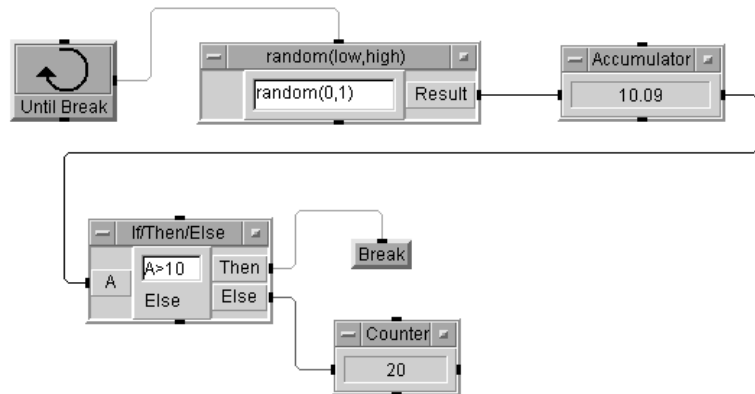 random(low,high)
random(0,1)
Result
Until Break
Accumulator
10.09
If/Then/Else
A
A>10
Then
Else
Else
Break
Counter
20